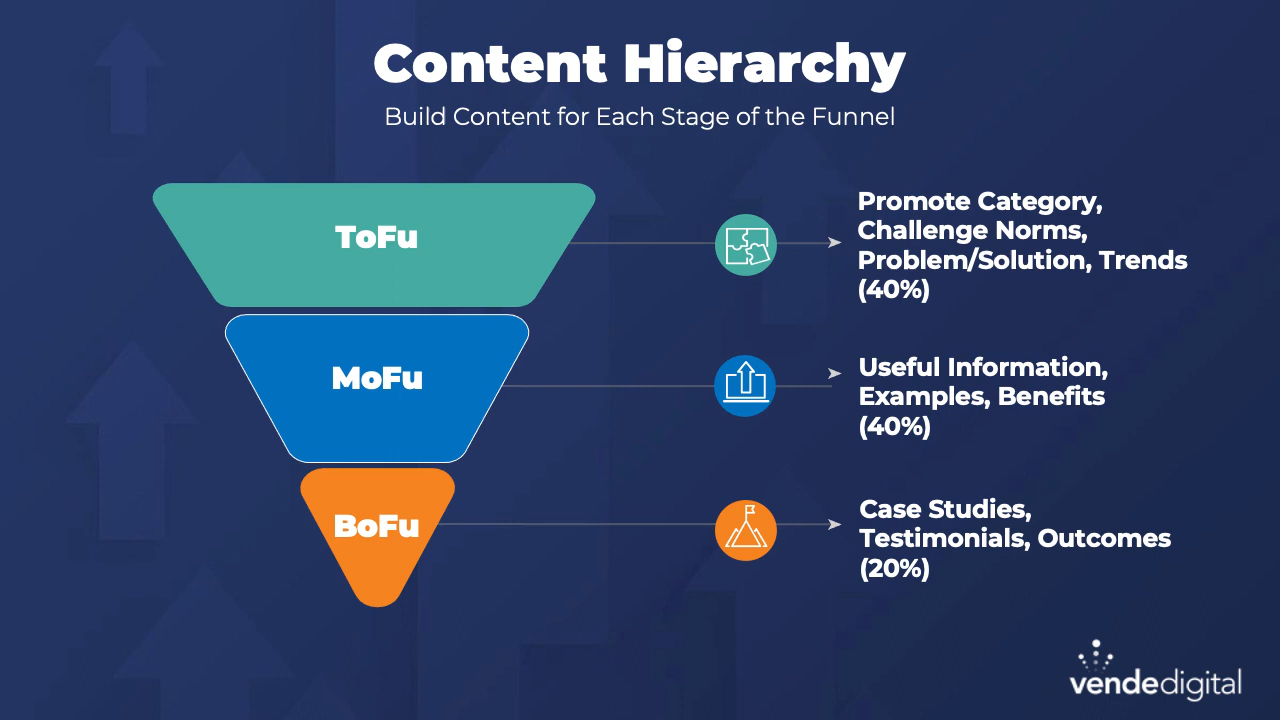 Content Hierarchy
Build Content for Each Stage of the Funnel
ToFu
Promote Category,
Challenge Norms,
Problem/Solution, Trends
(40%)
MoFu
Useful Information,
Examples, Benefits
(40%)
BoFu
Case Studies,
Testimonials, Outcomes
(20%)
vendedigital